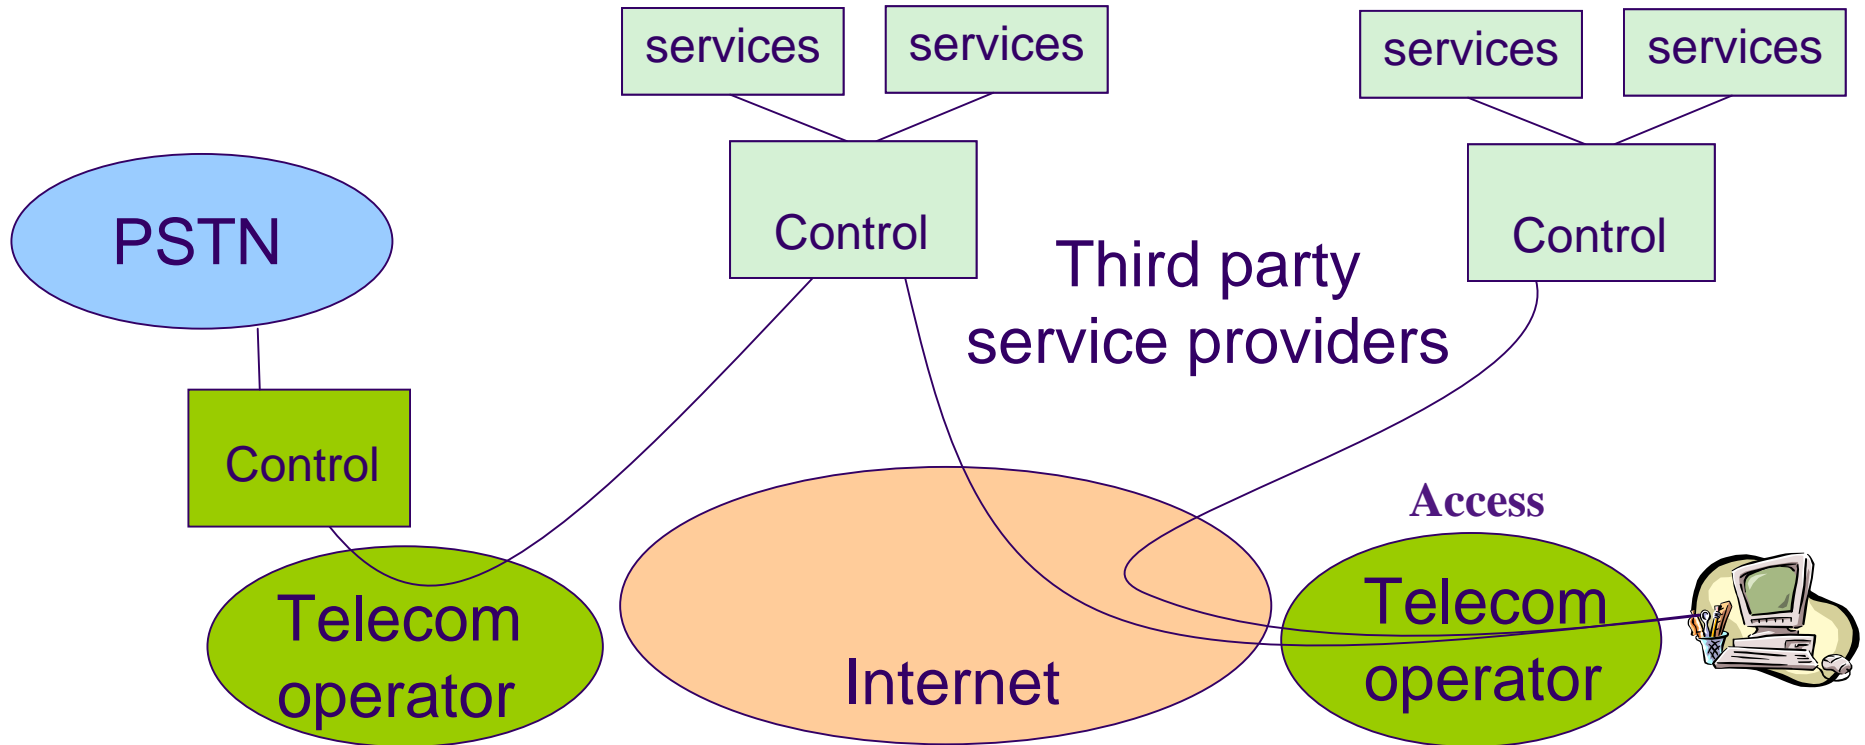 services
services
services
services
PSTN
Control
Control
Third party
service providers
Control
Access
Telecom
operator
Internet
Telecom
operator